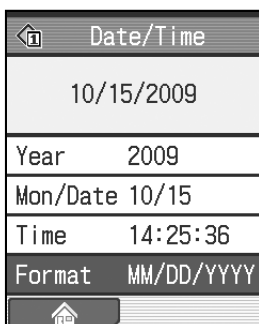 1 Date/Time
10/15/2009
Year 2009
Mon/Date 10/15
Time 14:25:36
Format MM/DD/YYYY